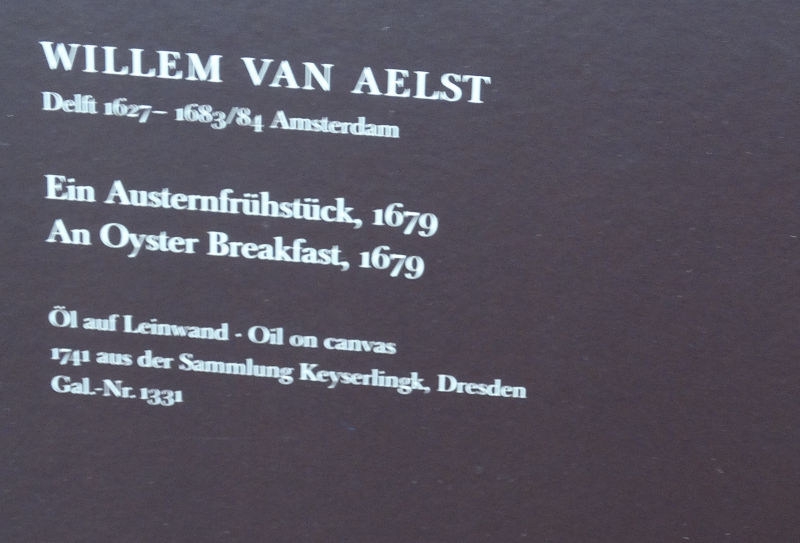 WILLEM VAN AELST
Delft 1627– 1683/84 Amsterdam
Ein Austernfrühstück, 1679
An Oyster Breakfast, 1679
Öl auf Leinwand - Oil on canvas
1741 aus der Sammlung Keyserlingk, Dresden
Gal.-Nr. 1331